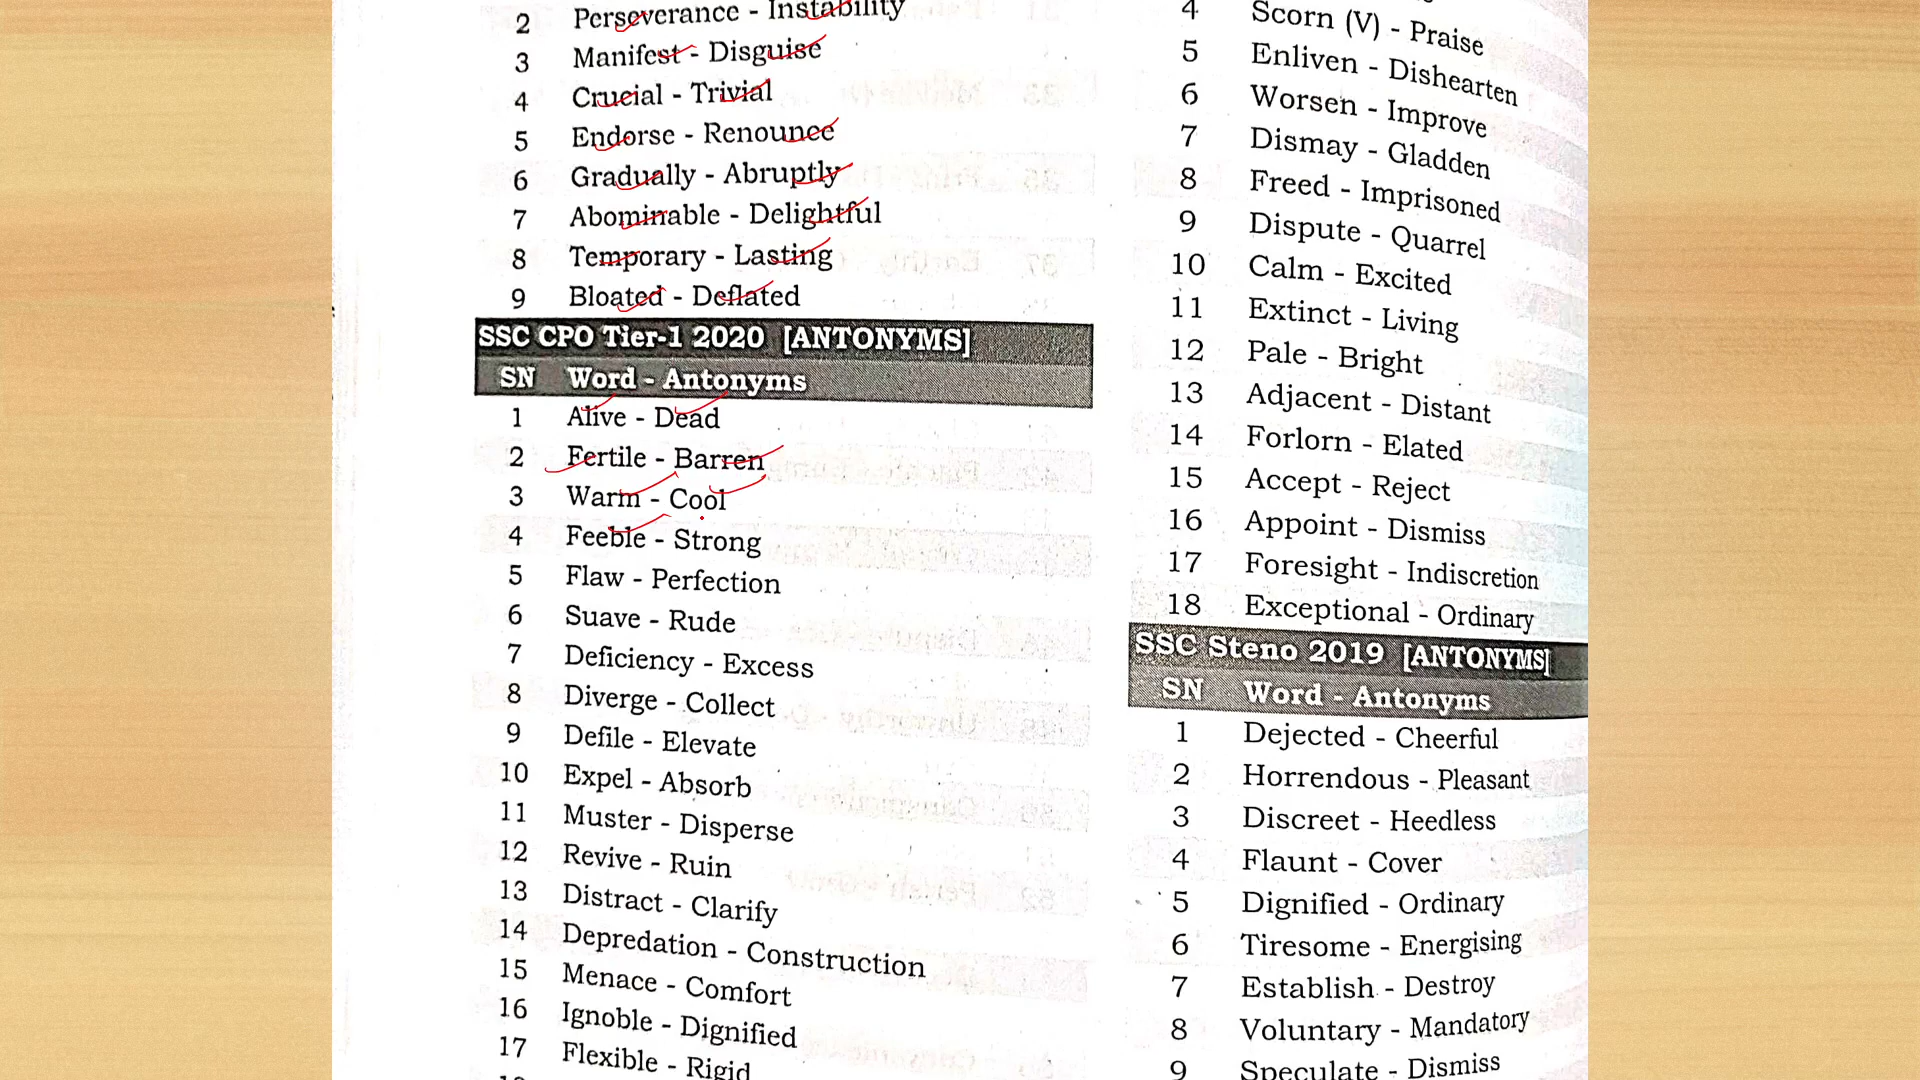 2 Perseverance - Instability
3 Manifest - Disguise
4 Crucial - Trivial
5 Endorse - Renounce
6 Gradually - Abruptly
7 Abominable - Delightful
8 Temporary - Lasting
9 Bloated - Deflated
SSC CPO Tier-1 2020 [ANTONYMS]
SN Word - Antonyms
1 Alive - Dead
2 Fertile - Barren
3 Warm - Cool
4 Feeble - Strong
5 Flaw - Perfection
6 Suave - Rude
7 Deficiency - Excess
8 Diverge - Collect
9 Defile - Elevate
10 Expel - Absorb
11 Muster - Disperse
12 Revive - Ruin
13 Distract - Clarify
14 Depredation - Construction
15 Menace - Comfort
16 Ignoble - Dignified
17 Flexible - Rigid
4 Scorn (V) - Praise
5 Enliven - Dishearten
6 Worsen - Improve
7 Dismay - Gladden
8 Freed - Imprisoned
9 Dispute - Quarrel
10 Calm - Excited
11 Extinct - Living
12 Pale - Bright
13 Adjacent - Distant
14 Forlorn - Elated
15 Accept - Reject
16 Appoint - Dismiss
17 Foresight - Indiscretion
18 Exceptional - Ordinary
SSC Steno 2019 [ANTONYMS]
SN Word - Antonyms
1 Dejected - Cheerful
2 Horrendous - Pleasant
3 Discreet - Heedless
4 Flaunt - Cover
5 Dignified - Ordinary
6 Tiresome - Energising
7 Establish - Destroy
8 Voluntary - Mandatory
9 Speculate - Dismiss